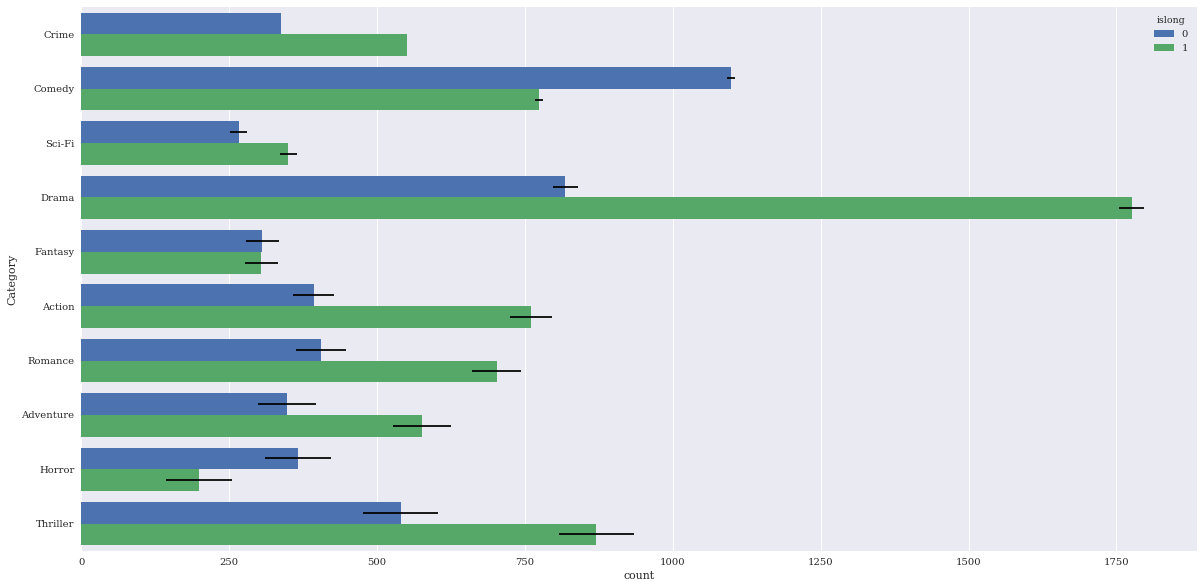 islong
0
1
Crime
Comedy
Sci-Fi
Drama
Fantasy
Action
Romance
Adventure
Horror
Thriller
Category
0 250 500 750 1000 1250 1500 1750
count